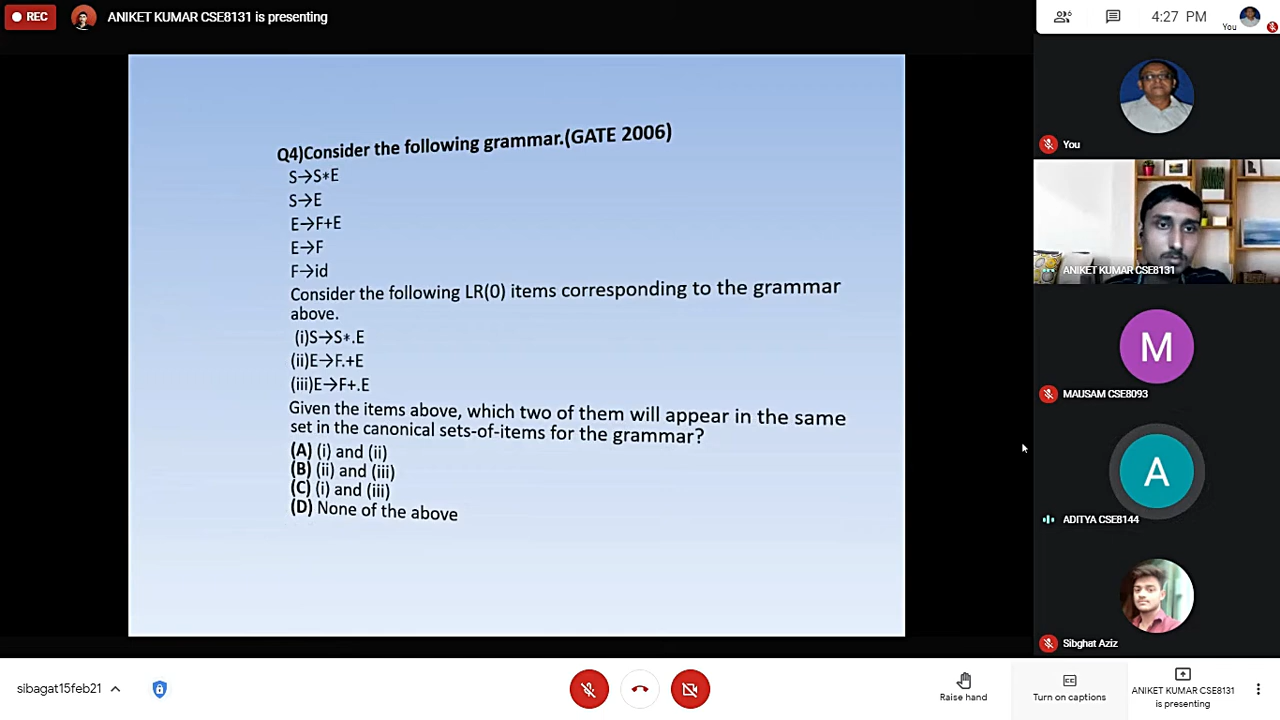 REC
ANIKET KUMAR CSE8131 is presenting
6
4:27 PM
You
Q4)Consider the following grammar.(GATE 2006)
S→S*E
S→E
E→F+E
E→F
F→id
Consider the following LR(0) items corresponding to the grammar
above.
(i)S→S*.E
(ii)E→F.+E
(iii)E→F+.E
Given the items above, which two of them will appear in the same
set in the canonical sets-of-items for the grammar?
(A) (i) and (ii)
(B) (ii) and (iii)
(C) (i) and (iii)
(D) None of the above
You
ANIKET KUMAR CSE8131
M
MAUSAM CSE8093
A
ADITYA CSE8144
Sibghat Aziz
sibagat15feb21
Raise hand
Turn on captions
ANIKET KUMAR CSE8131
is presenting